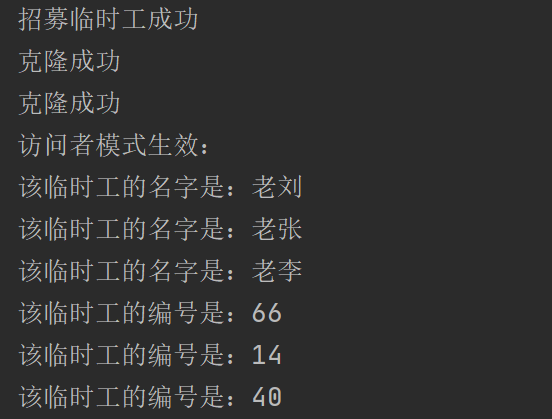 招募临时工成功
克隆成功
克隆成功
访问者模式生效：
该临时工的名字是：老刘
该临时工的名字是：老张
该临时工的名字是：老李
该临时工的编号是：66
该临时工的编号是：14
该临时工的编号是：40